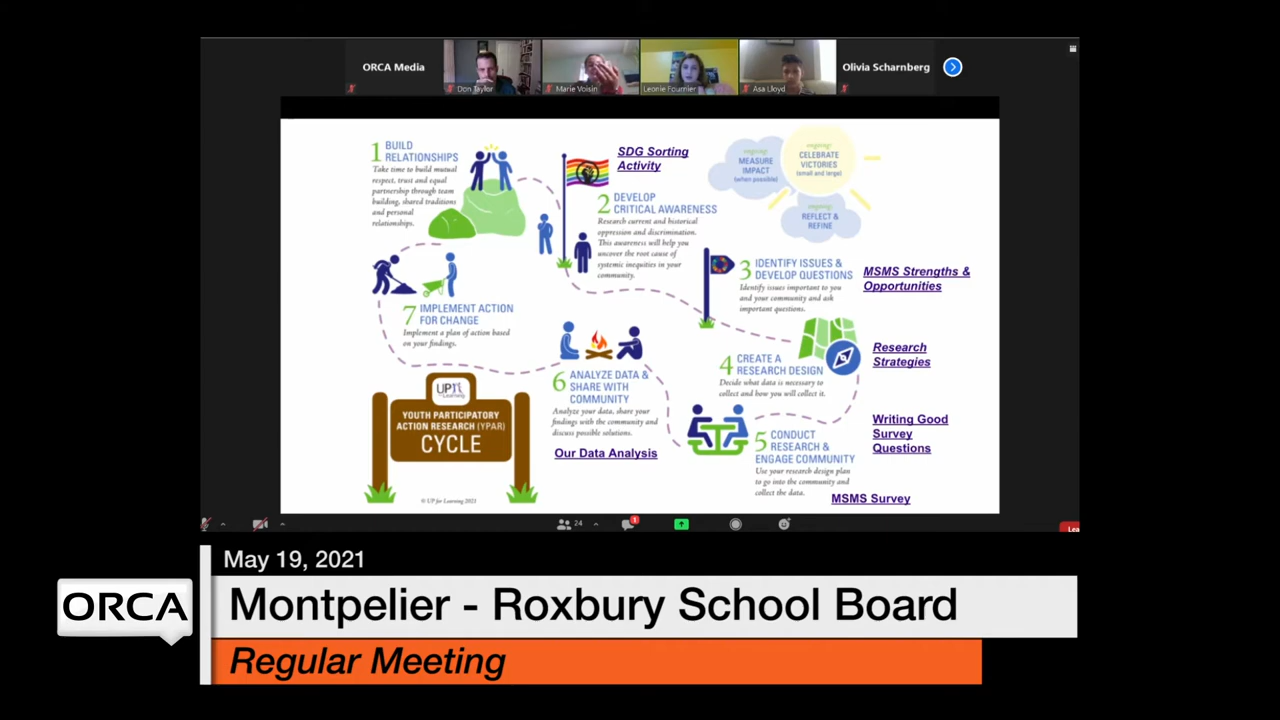 ORCA Media
Don Taylor
Marie Voisin
Leonie Fournier
Asa Lloyd
Olivia Scharnberg
1 BUILD
RELATIONSHIPS
Take time to build mutual
respect, trust and equal
partnership through team
building, shared traditions
and personal
relationships.
SDG Sorting
Activity
2 DEVELOP
CRITICAL AWARENESS
Research current and historical
oppression and discrimination.
This awareness will help you
uncover the root cause of
systemic inequities in your
community.
ongoing:
MEASURE
IMPACT
(when possible)
ongoing:
CELEBRATE
VICTORIES
(small and large)
ongoing:
REFLECT &
REFINE
3 IDENTIFY ISSUES &
DEVELOP QUESTIONS
Identify issues important to you
and your community and ask
important questions.
MSMS Strengths &
Opportunities
4 CREATE A
RESEARCH DESIGN
Decide what data is necessary to
collect and how you will collect it.
Research
Strategies
Writing Good
Survey
Questions
5 CONDUCT
RESEARCH &
ENGAGE COMMUNITY
Use your research design plan
to go into the community and
collect the data.
MSMS Survey
6 ANALYZE DATA &
SHARE WITH
COMMUNITY
Analyze your data, share your
findings with the community and
discuss possible solutions.
Our Data Analysis
7 IMPLEMENT ACTION
FOR CHANGE
Implement a plan of action based
on your findings.
UP
for Learning
YOUTH PARTICIPATORY
ACTION RESEARCH (YPAR)
CYCLE
© UP for Learning 2021
24
1
Lea
May 19, 2021
ORCA
Montpelier - Roxbury School Board
Regular Meeting